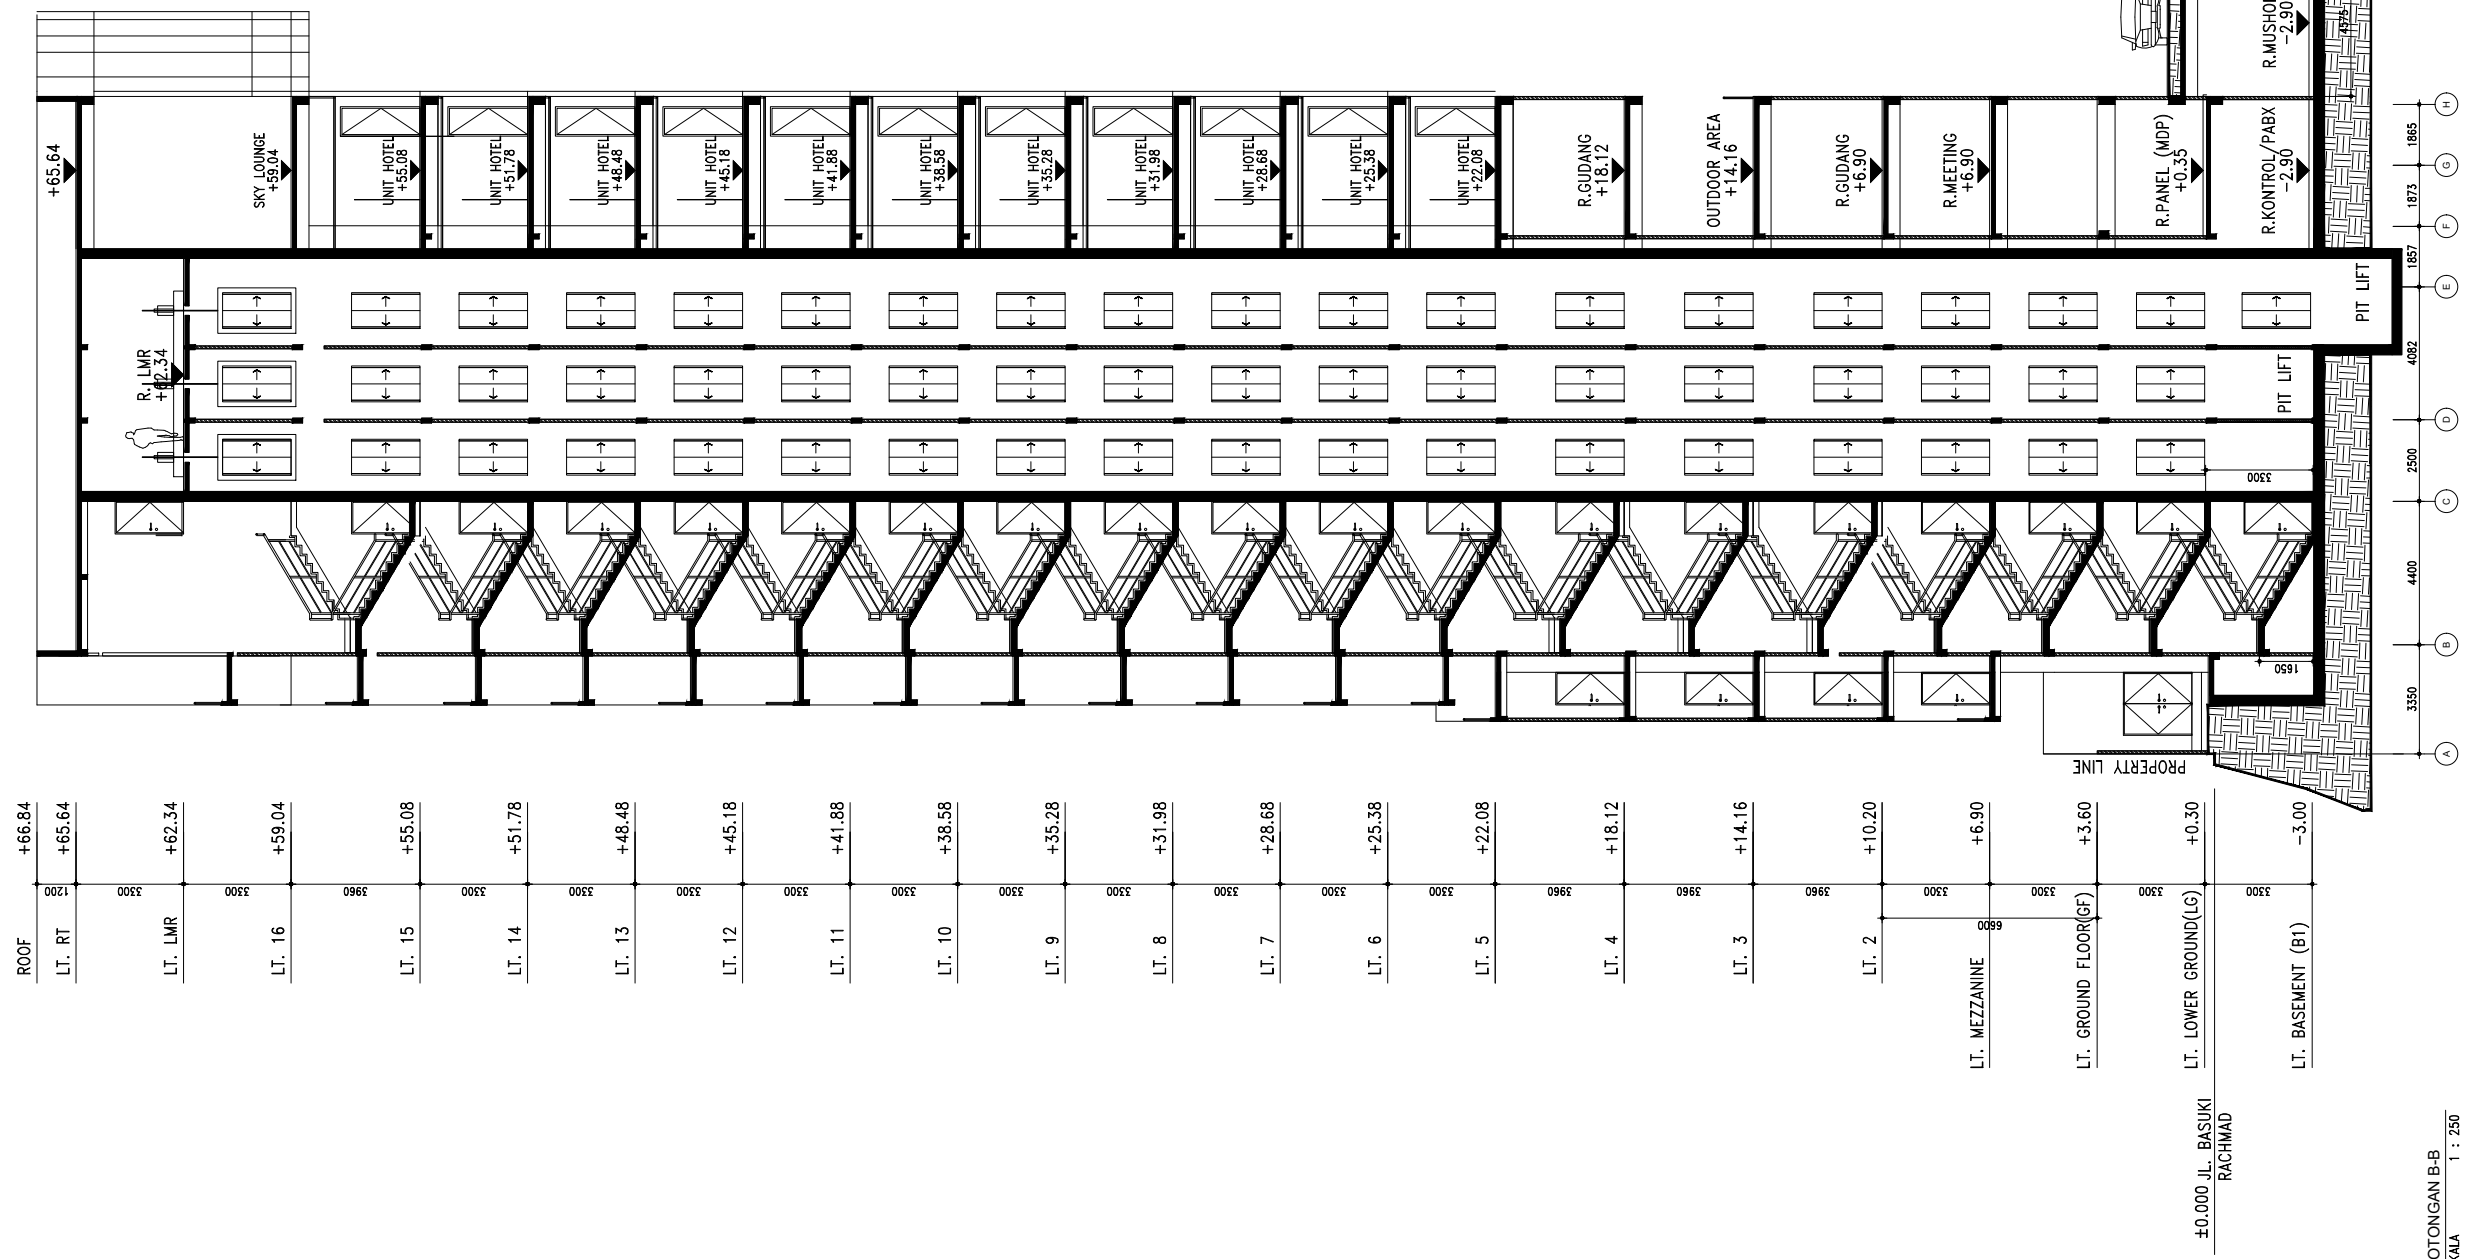 ROOF
+66.84
1200
LT. RT
+65.64
3300
LT. LMR
+62.34
3300
LT. 16
+59.04
3960
LT. 15
+55.08
3300
LT. 14
+51.78
3300
LT. 13
+48.48
3300
LT. 12
+45.18
3300
LT. 11
+41.88
3300
LT. 10
+38.58
3300
LT. 9
+35.28
3300
LT. 8
+31.98
3300
LT. 7
+28.68
3300
LT. 6
+25.38
3300
LT. 5
+22.08
3960
LT. 4
+18.12
3960
LT. 3
+14.16
3960
LT. 2
+10.20
3300
LT. MEZZANINE
+6.90
3300
6600
LT. GROUND FLOOR(GF)
+3.60
3300
LT. LOWER GROUND(LG)
+0.30
3300
LT. BASEMENT (B1)
-3.00
±0.000 JL. BASUKI
RACHMAD
PROPERTY LINE
+65.64
R. LMR
+62.34
SKY LOUNGE
+59.04
UNIT HOTEL
+55.08
UNIT HOTEL
+51.78
UNIT HOTEL
+48.48
UNIT HOTEL
+45.18
UNIT HOTEL
+41.88
UNIT HOTEL
+38.58
UNIT HOTEL
+35.28
UNIT HOTEL
+31.98
UNIT HOTEL
+28.68
UNIT HOTEL
+25.38
UNIT HOTEL
+22.08
R.GUDANG
+18.12
OUTDOOR AREA
+14.16
R.GUDANG
+6.90
R.MEETING
+6.90
R.PANEL (MDP)
+0.35
R.KONTROL/PABX
-2.90
R.MUSHO
-2.90
4575
PIT LIFT
PIT LIFT
3300
1650
A
3350
B
4400
C
2500
D
4082
E
1857
F
1873
G
1865
H
OTONGAN B-B
KALA
1 : 250